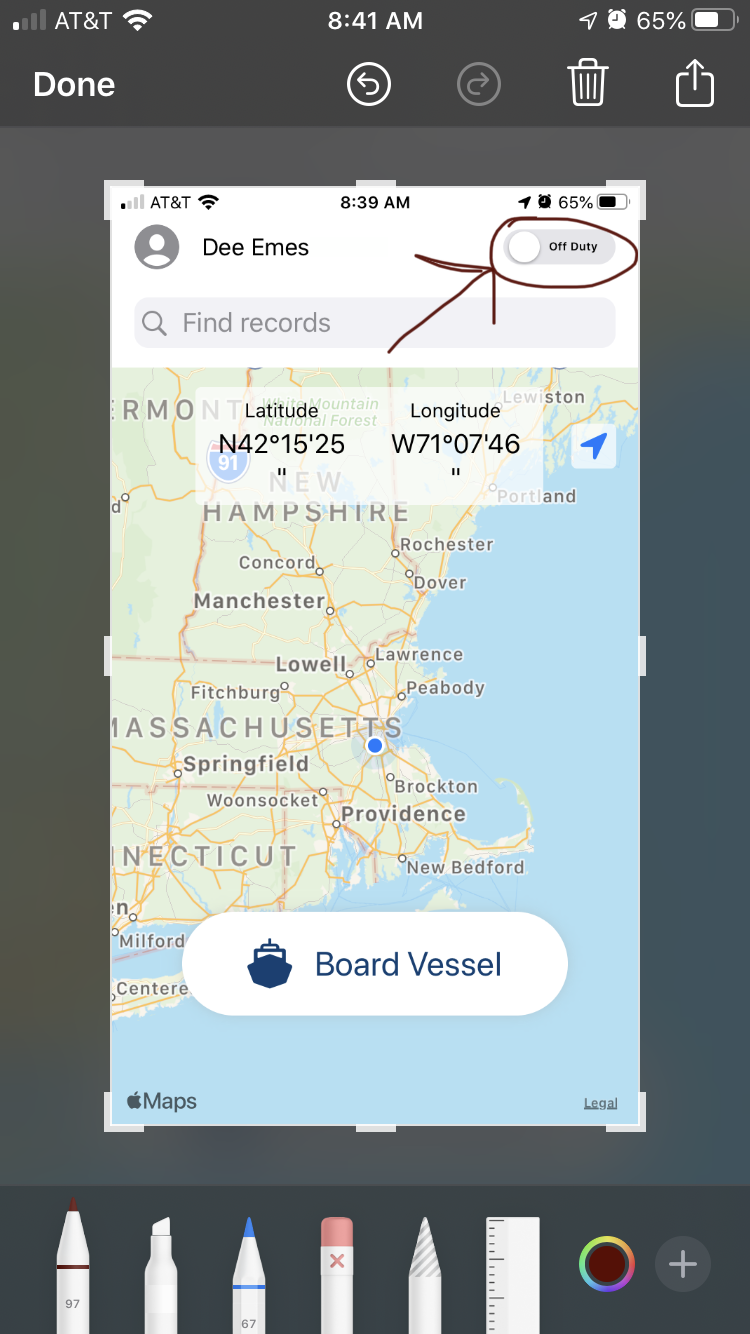 AT&T 8:41 AM 65%
Done
AT&T 8:39 AM 65%
Dee Emes Off Duty
Find records
Latitude Longitude
N42°15'25 W71°07'46
" "
ERMONT
White Mountain
National Forest
Lewiston
91
NEW
HAMPSHIRE
Portland
d
Rochester
Concord
Dover
Manchester
Lawrence
Lowell
Fitchburg
Peabody
MASSACHUSETTS
Springfield
Brockton
Woonsocket
Providence
NNECTICUT
New Bedford
en
Milford
Centere
Board Vessel
Maps Legal
97 67